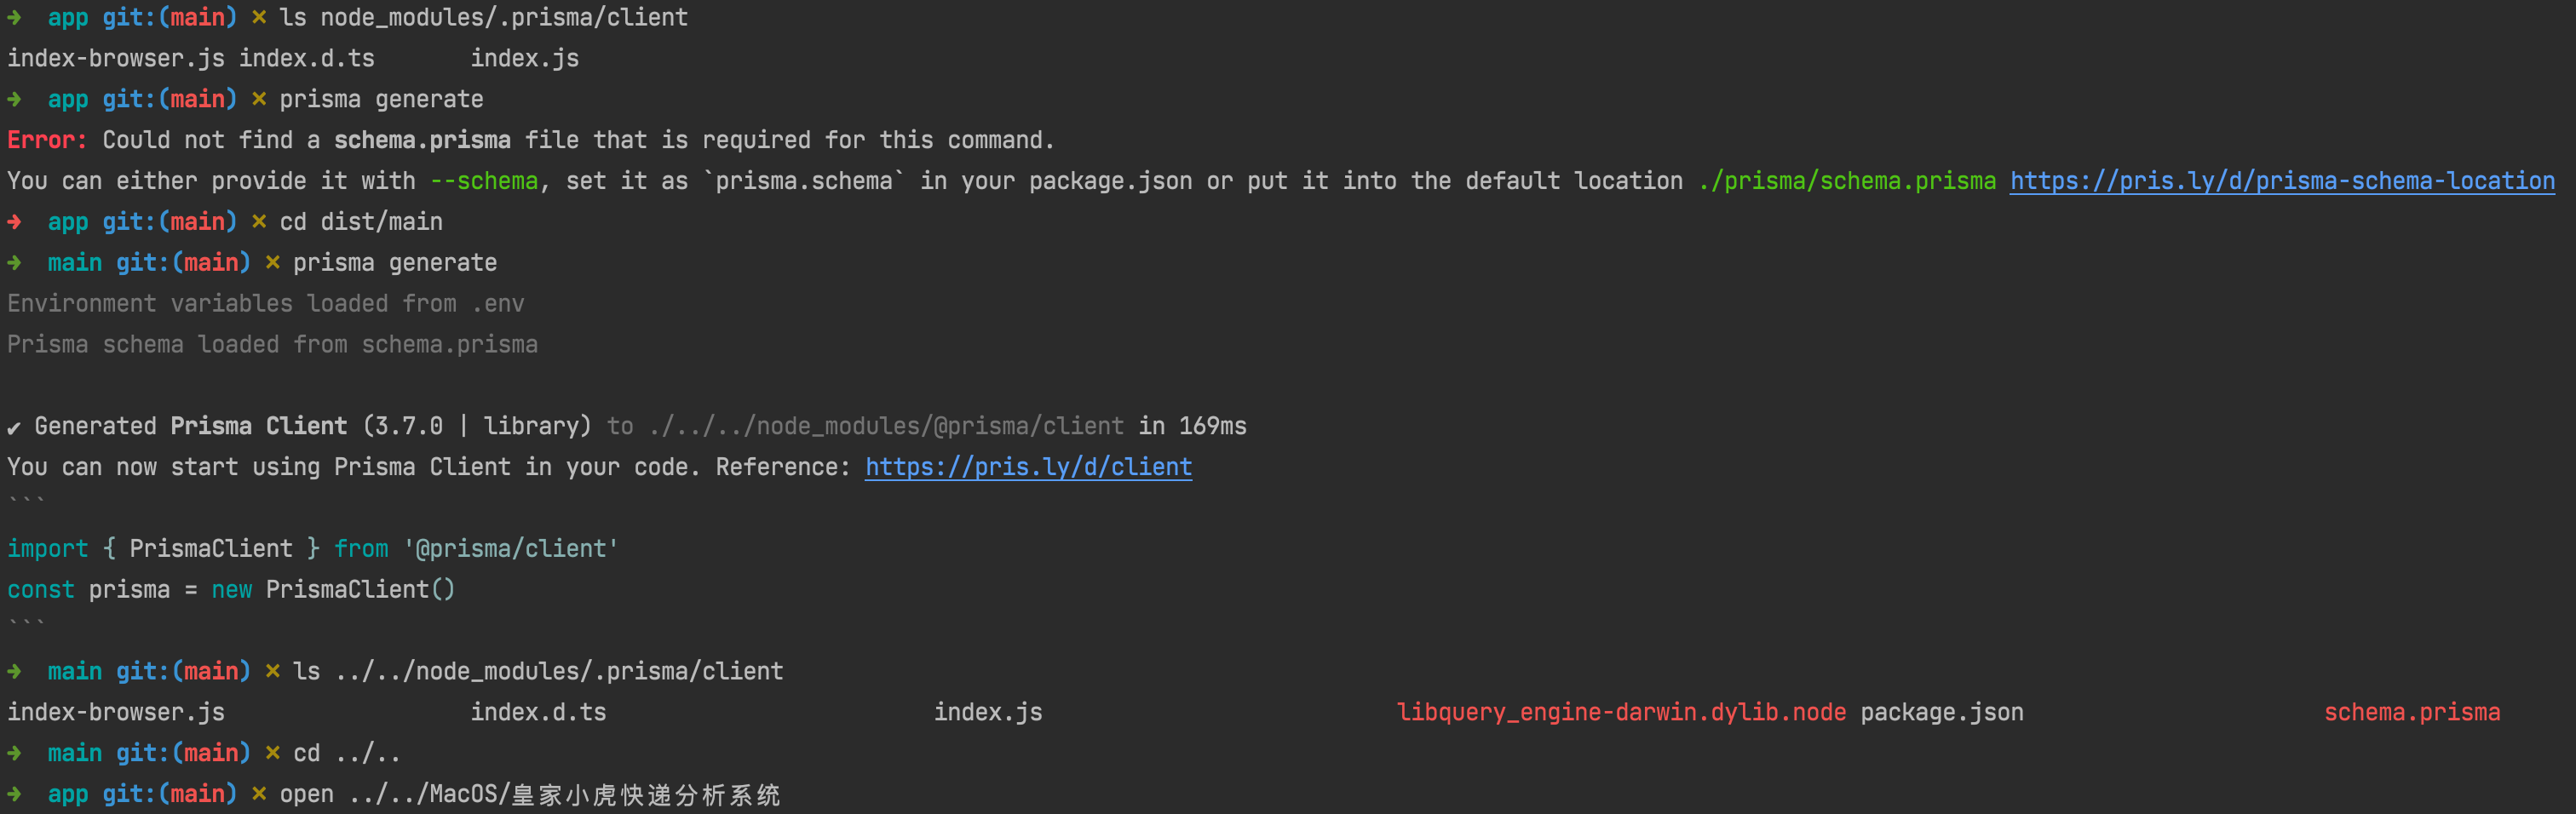 ➜  app git:(main) ✗ ls node_modules/.prisma/client
index-browser.js index.d.ts       index.js
➜  app git:(main) ✗ prisma generate
Error: Could not find a schema.prisma file that is required for this command.
You can either provide it with --schema, set it as `prisma.schema` in your package.json or put it into the default location ./prisma/schema.prisma https://pris.ly/d/prisma-schema-location
➜  app git:(main) ✗ cd dist/main
➜  main git:(main) ✗ prisma generate
Environment variables loaded from .env
Prisma schema loaded from schema.prisma
✔ Generated Prisma Client (3.7.0 | library) to ./../../node_modules/@prisma/client in 169ms
You can now start using Prisma Client in your code. Reference: https://pris.ly/d/client
```
import { PrismaClient } from '@prisma/client'
const prisma = new PrismaClient()
```
➜  main git:(main) ✗ ls ../../node_modules/.prisma/client
index-browser.js                  index.d.ts                        index.js                          libquery_engine-darwin.dylib.node package.json                      schema.prisma
➜  main git:(main) ✗ cd ../..
➜  app git:(main) ✗ open ../../MacOS/皇家小虎快递分析系统